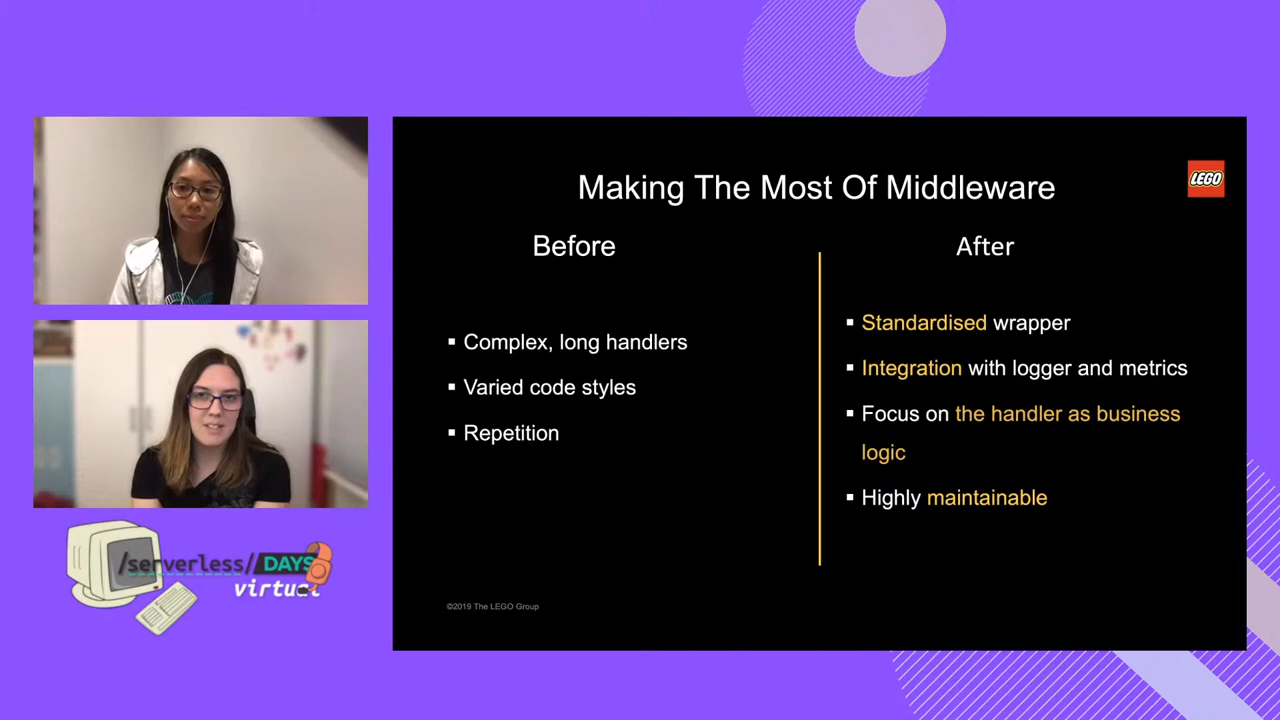 Making The Most Of Middleware
LEGO
Before
After
▪ Complex, long handlers
▪ Varied code styles
▪ Repetition
▪ Standardised wrapper
▪ Integration with logger and metrics
▪ Focus on the handler as business
logic
▪ Highly maintainable
©2019 The LEGO Group
/serverless/DAYS
virtual